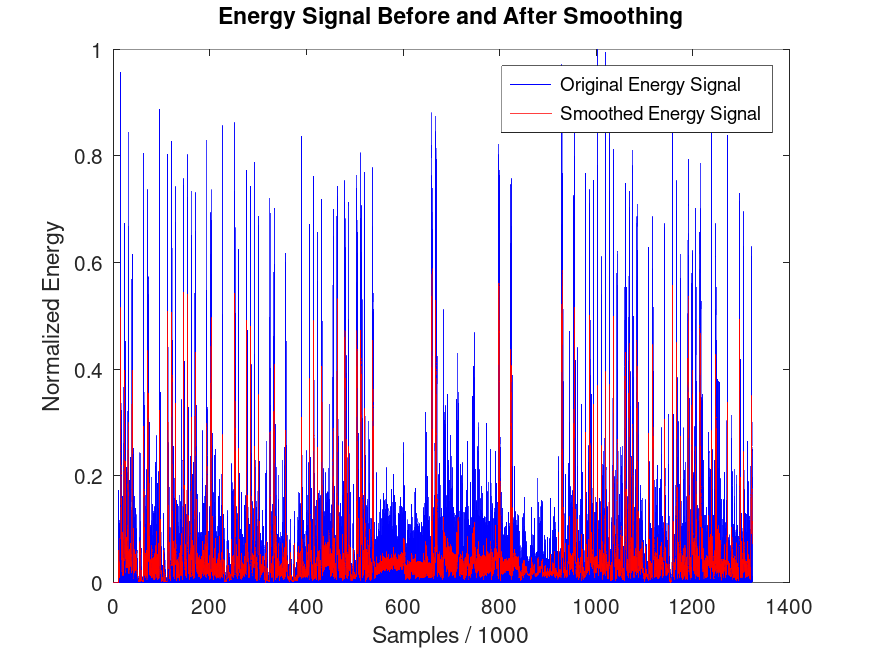 Energy Signal Before and After Smoothing
1
Original Energy Signal
Smoothed Energy Signal
0.8
0.6
0.4
0.2
0
Normalized Energy
0 200 400 600 800 1000 1200 1400
Samples / 1000